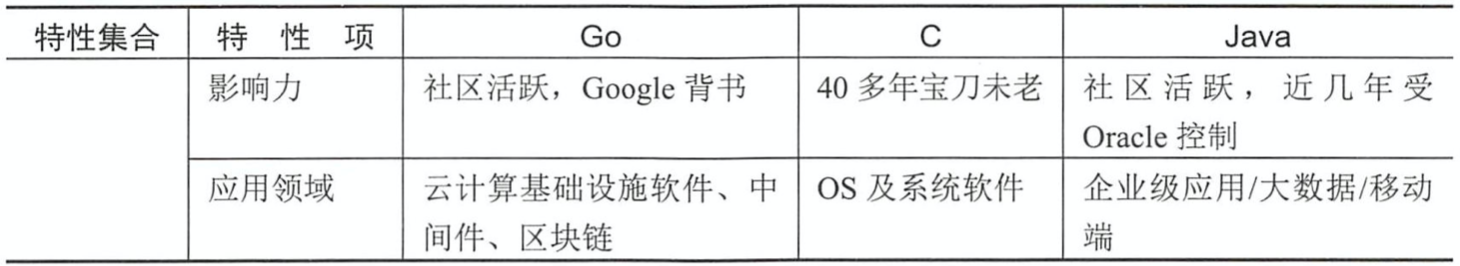 特性集合 特 性 项 Go C Java
影响力 社区活跃，Google 背书 40 多年宝刀未老 社区活跃，近几年受
Oracle 控制
应用领域 云计算基础设施软件、中 OS 及系统软件 企业级应用/大数据/移动
间件、区块链 端